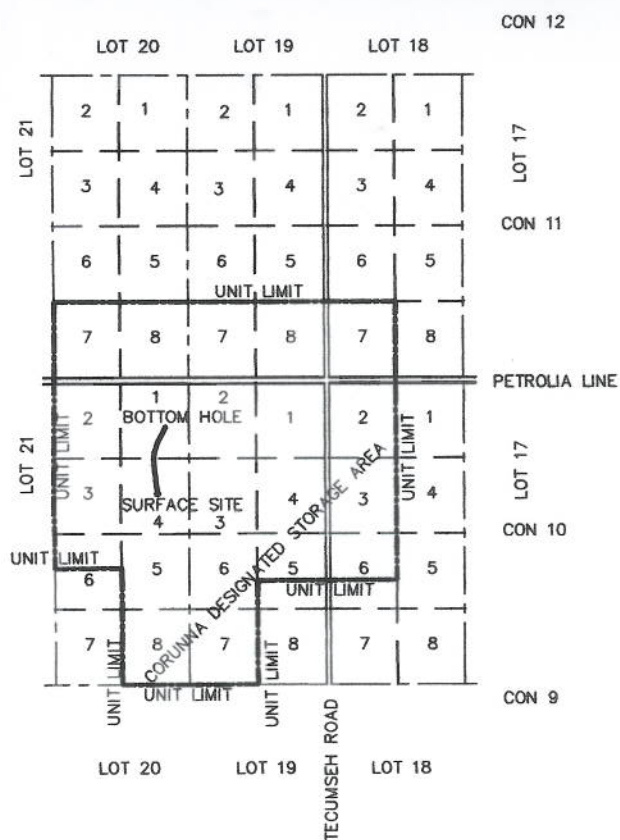 CON 12
LOT 20 LOT 19 LOT 18
2 1 2 1 2 1
LOT 21
LOT 17
3 4 3 4 3 4
CON 11
6 5 6 5 6 5
UNIT LIMIT
7 8 7 8 7 8
PETROLIA LINE
2 1 2 1 2 1
BOTTOM HOLE
LOT 21
UNIT LIMIT
UNIT LIMIT
LOT 17
3 4 3 4 3 4
SURFACE SITE
CORUNNA DESIGNATED STORAGE AREA
CON 10
UNIT LIMIT
6 5 6 5 6 5
UNIT LIMIT
7 8 7 8 7 8
UNIT LIMIT
UNIT LIMIT
UNIT LIMIT
CON 9
LOT 20 LOT 19 LOT 18
TECUMSEH ROAD